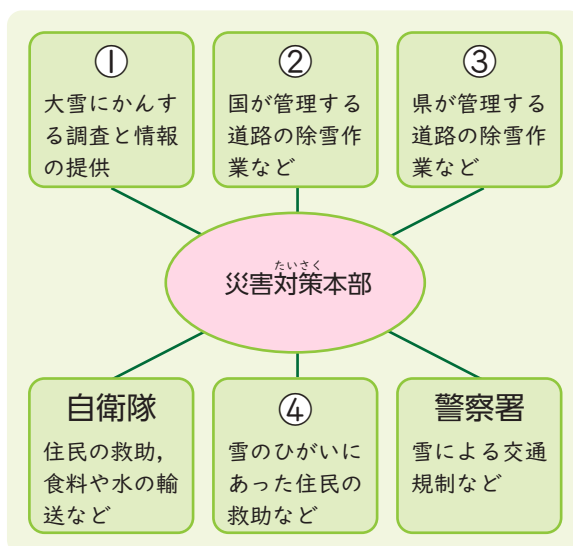 ①
大雪にかんす
る調査と情報
の提供
②
国が管理する
道路の除雪作
業など
③
県が管理する
道路の除雪作
業など
たいさく
災害対策本部
自衛隊
住民の救助,
食料や水の輸
送など
④
雪のひがいに
あった住民の
救助など
警察署
雪による交通
規制など